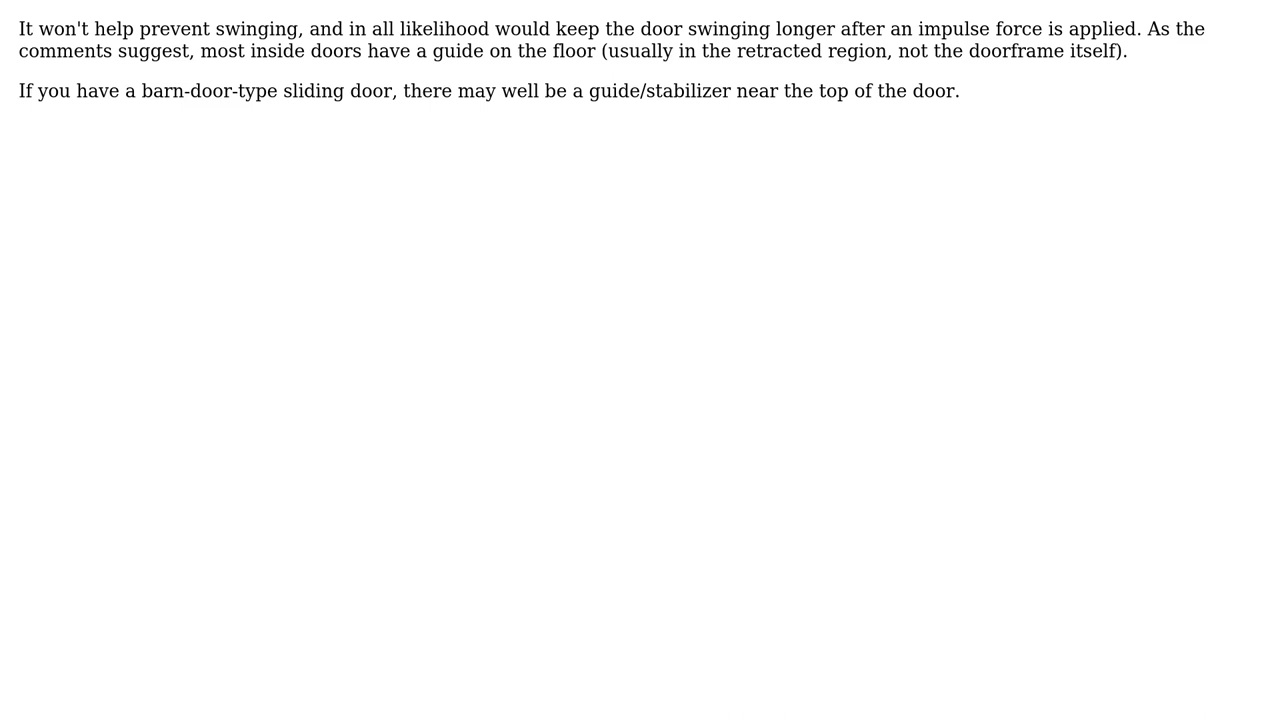 It won't help prevent swinging, and in all likelihood would keep the door swinging longer after an impulse force is applied. As the
comments suggest, most inside doors have a guide on the floor (usually in the retracted region, not the doorframe itself).
If you have a barn-door-type sliding door, there may well be a guide/stabilizer near the top of the door.